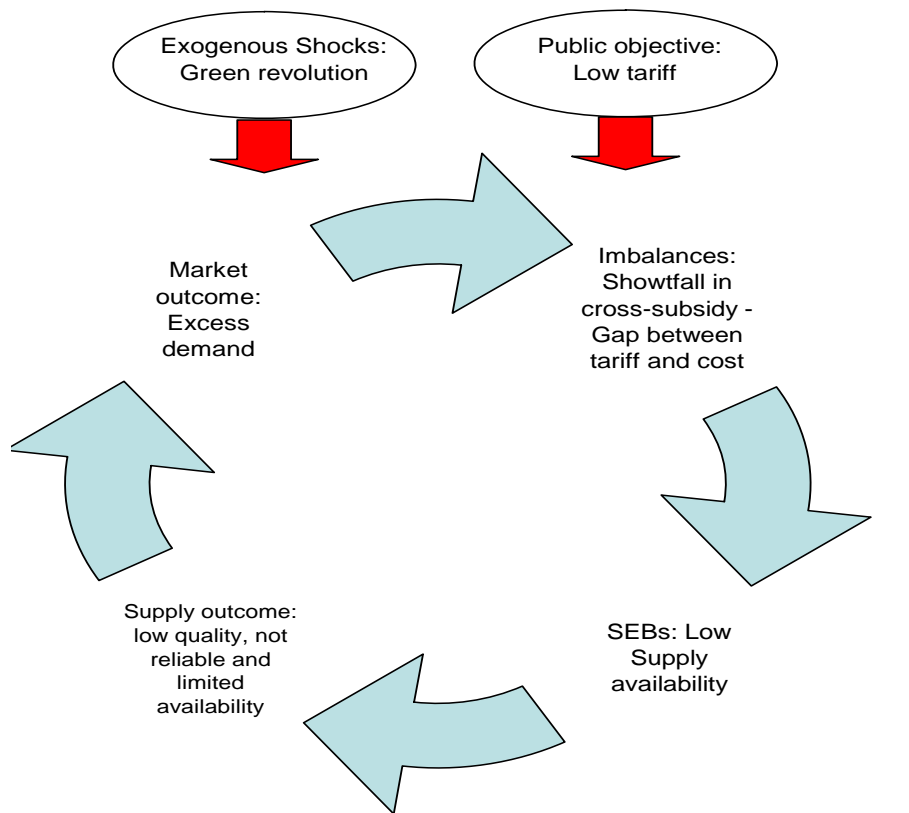 Exogenous Shocks:
Green revolution
Public objective:
Low tariff
Market
outcome:
Excess
demand
Imbalances:
Showtfall in
cross-subsidy -
Gap between
tariff and cost
Supply outcome:
low quality, not
reliable and
limited
availability
SEBs: Low
Supply
availability